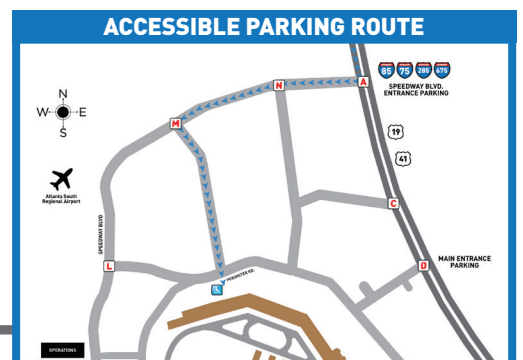 ACCESSIBLE PARKING ROUTE
85 75 285 675
SPEEDWAY BLVD.
ENTRANCE PARKING
N
W E
S
N
A
M
19
41
Atlanta South
Regional Airport
SPEEDWAY BLVD
C
L
D
MAIN ENTRANCE
PARKING
PERIMETER RD.
OPERATIONS